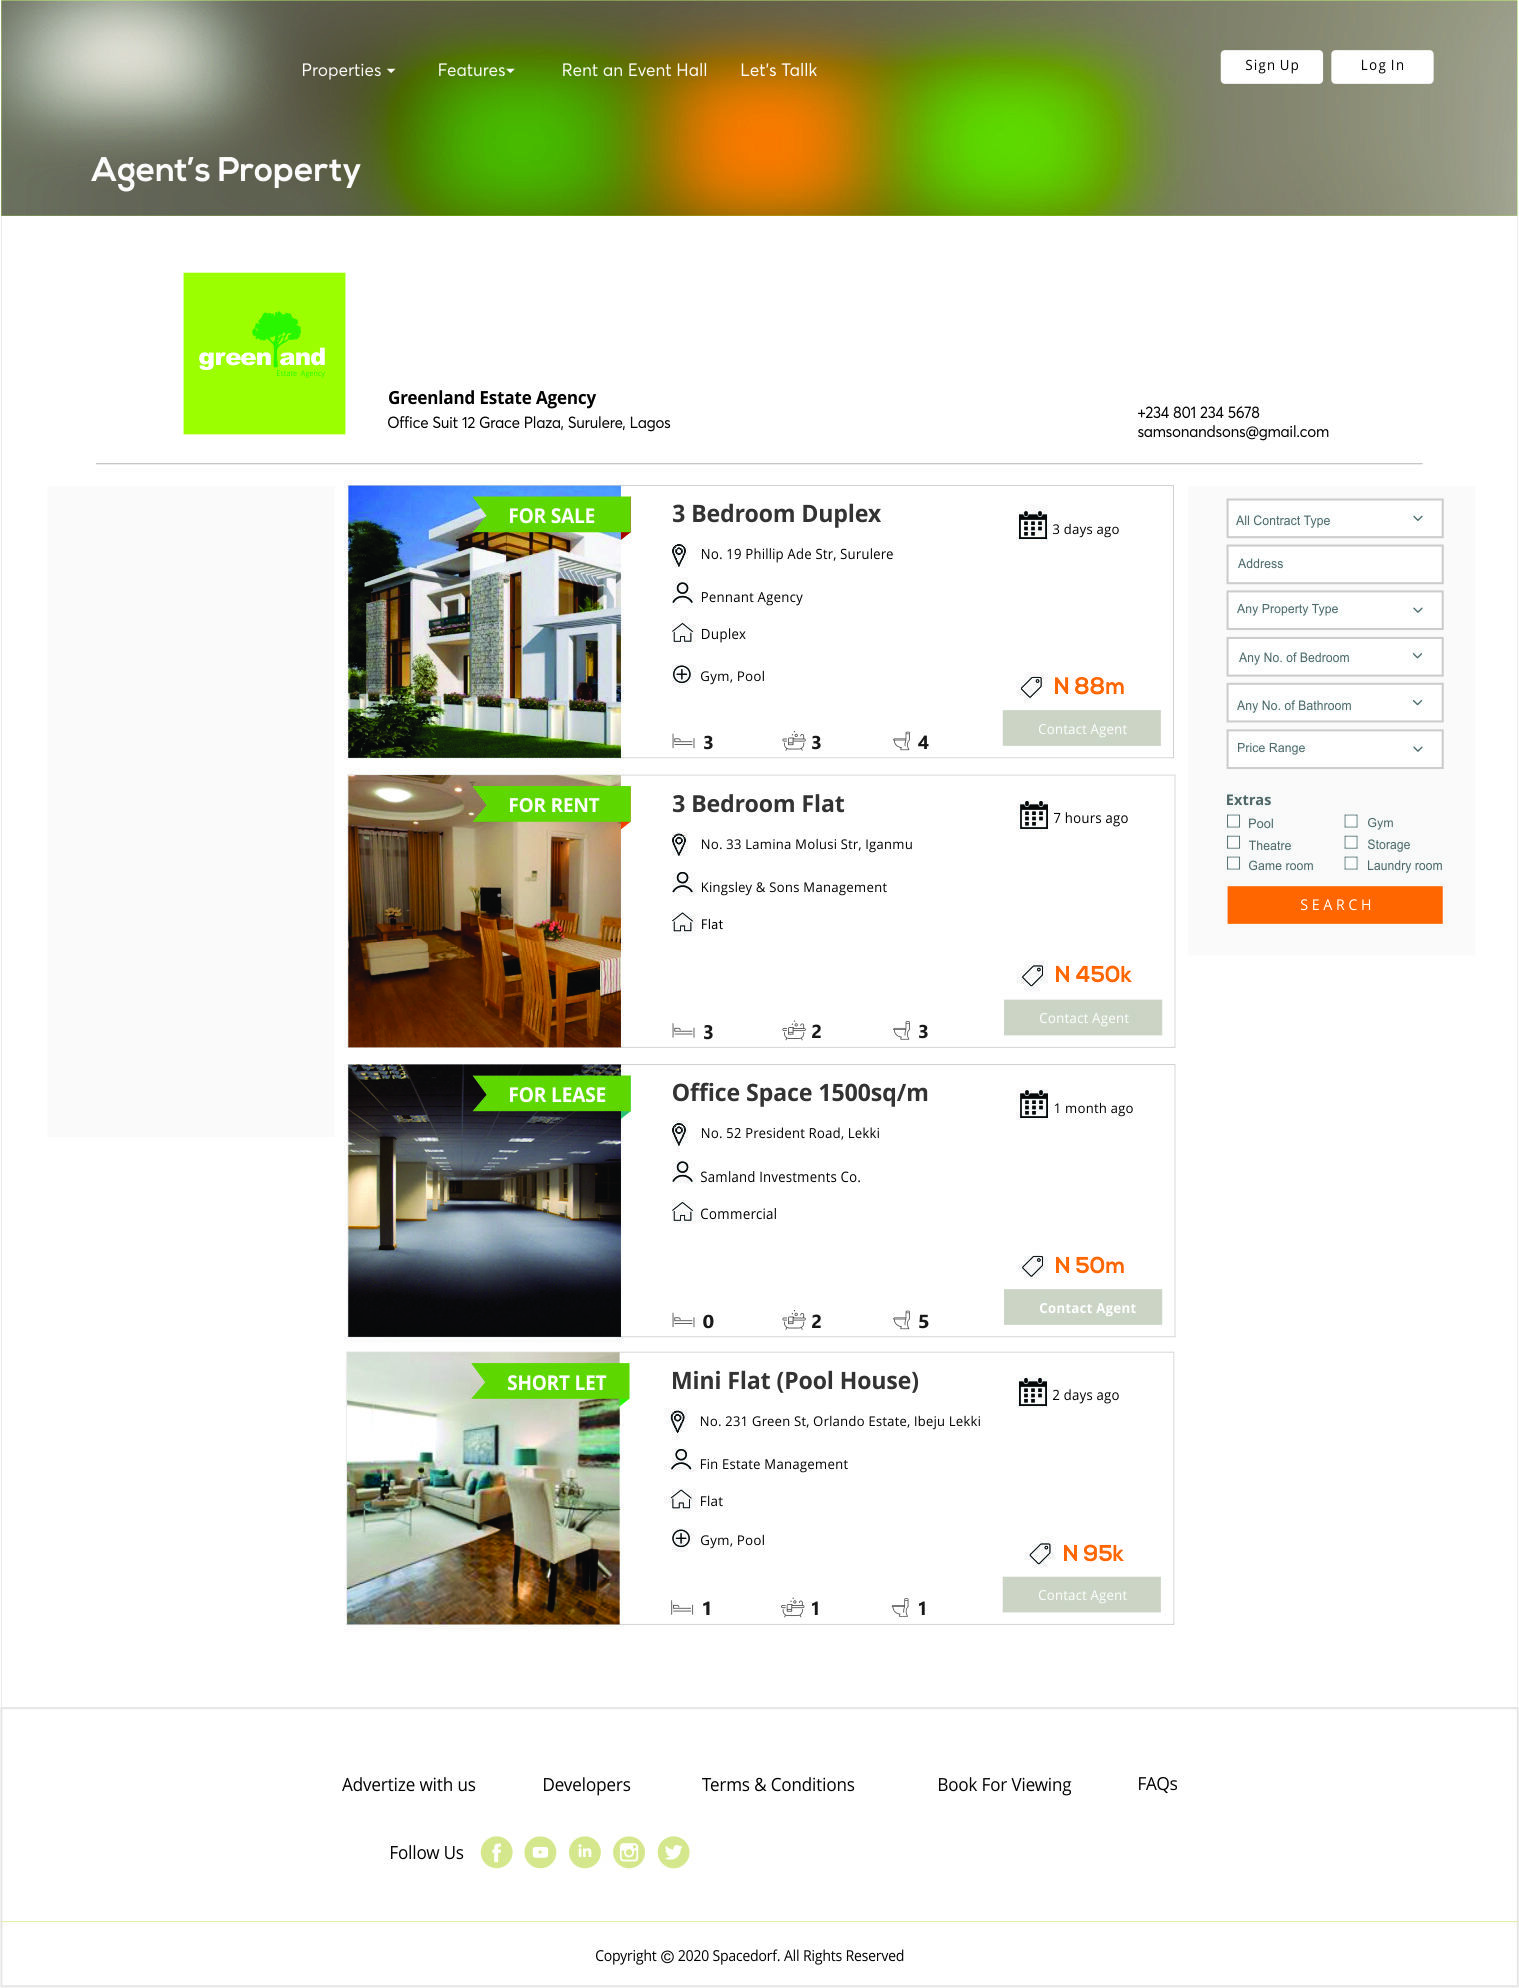 Properties
Features
Rent an Event Hall
Let's Tallk
Sign Up
Log In
Agent's Property
greenland
Estate Agency
Greenland Estate Agency
Office Suit 12 Grace Plaza, Surulere, Lagos
+234 801 234 5678
samsonandsons@gmail.com
FOR SALE
3 Bedroom Duplex
3 days ago
No. 19 Phillip Ade Str, Surulere
Pennant Agency
Duplex
Gym, Pool
N 88m
Contact Agent
3
3
4
FOR RENT
3 Bedroom Flat
7 hours ago
No. 33 Lamina Molusi Str, Iganmu
Kingsley & Sons Management
Flat
N 450k
Contact Agent
3
2
3
FOR LEASE
Office Space 1500sq/m
1 month ago
No. 52 President Road, Lekki
Samland Investments Co.
Commercial
N 50m
Contact Agent
0
2
5
SHORT LET
Mini Flat (Pool House)
2 days ago
No. 231 Green St, Orlando Estate, Ibeju Lekki
Fin Estate Management
Flat
Gym, Pool
N 95k
Contact Agent
1
1
1
All Contract Type
Address
Any Property Type
Any No. of Bedroom
Any No. of Bathroom
Price Range
Extras
Pool
Gym
Theatre
Storage
Game room
Laundry room
SEARCH
Advertize with us
Developers
Terms & Conditions
Book For Viewing
FAQs
Follow Us
Copyright © 2020 Spacedorf. All Rights Reserved